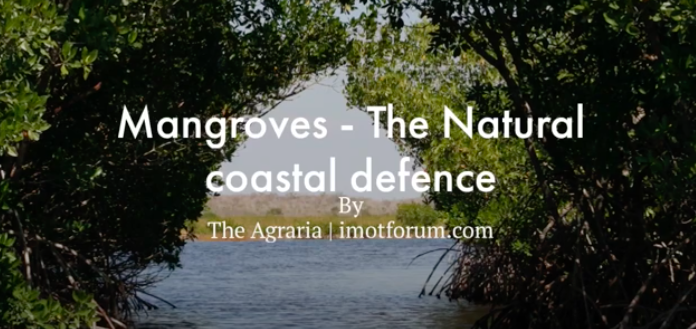 Mangroves - The Natural
coastal defence
By
The Agraria | imotforum.com